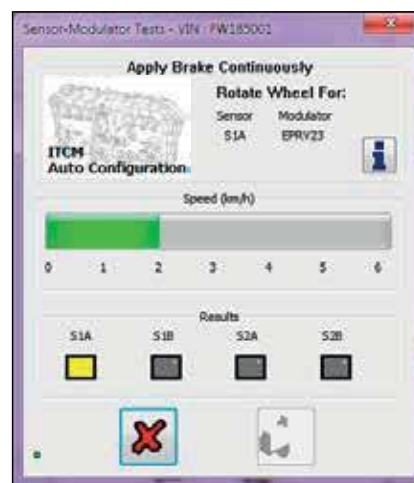 Sensor-Modulator Tests - VIN : FW185001
Apply Brake Continuously
Rotate Wheel For:
Sensor Modulator
S1A EPRV23
ITCM
Auto Configuration
Speed (km/h)
0 1 2 3 4 5 6
Results
S1A S1B S2A S2B